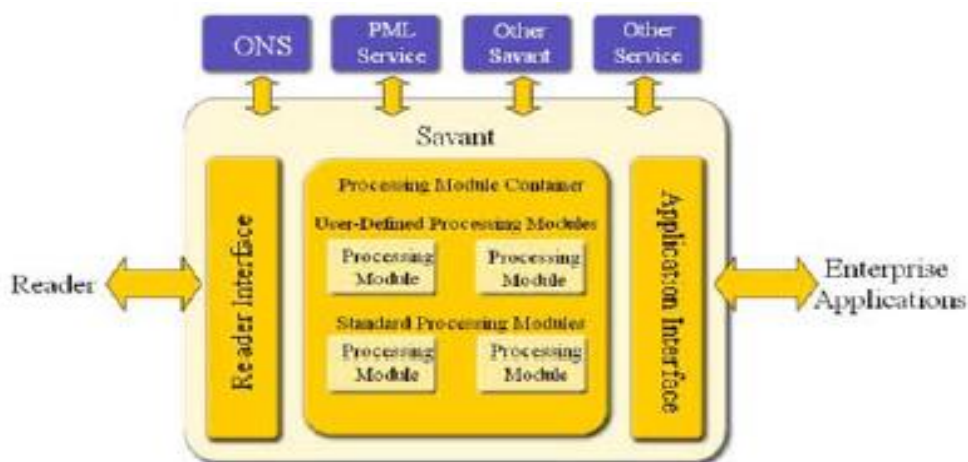 ONS
PML
Service
Other
Savant
Other
Service
Savant
Reader
Reader Interface
Processing Module Container
User-Defined Processing Modules
Processing
Module
Processing
Module
Standard Processing Modules
Processing
Module
Processing
Module
Application Interface
Enterprise
Applications